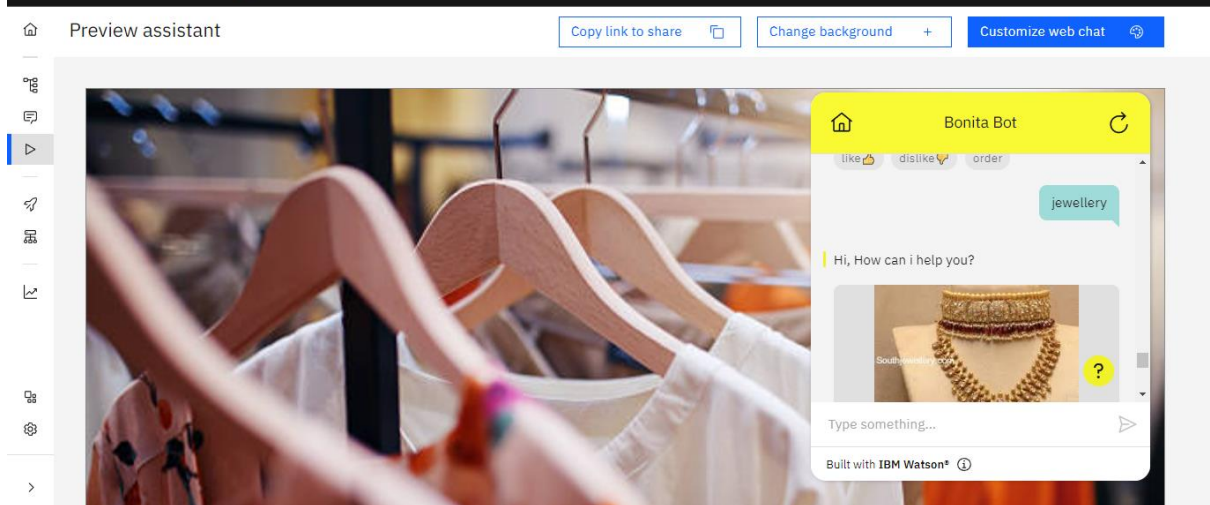 Preview assistant
Copy link to share
Change background +
Customize web chat
Bonita Bot
like👍 dislike👎 order
jewellery
Hi, How can i help you?
Southjewellery.com
?
Type something...
Built with IBM Watson®